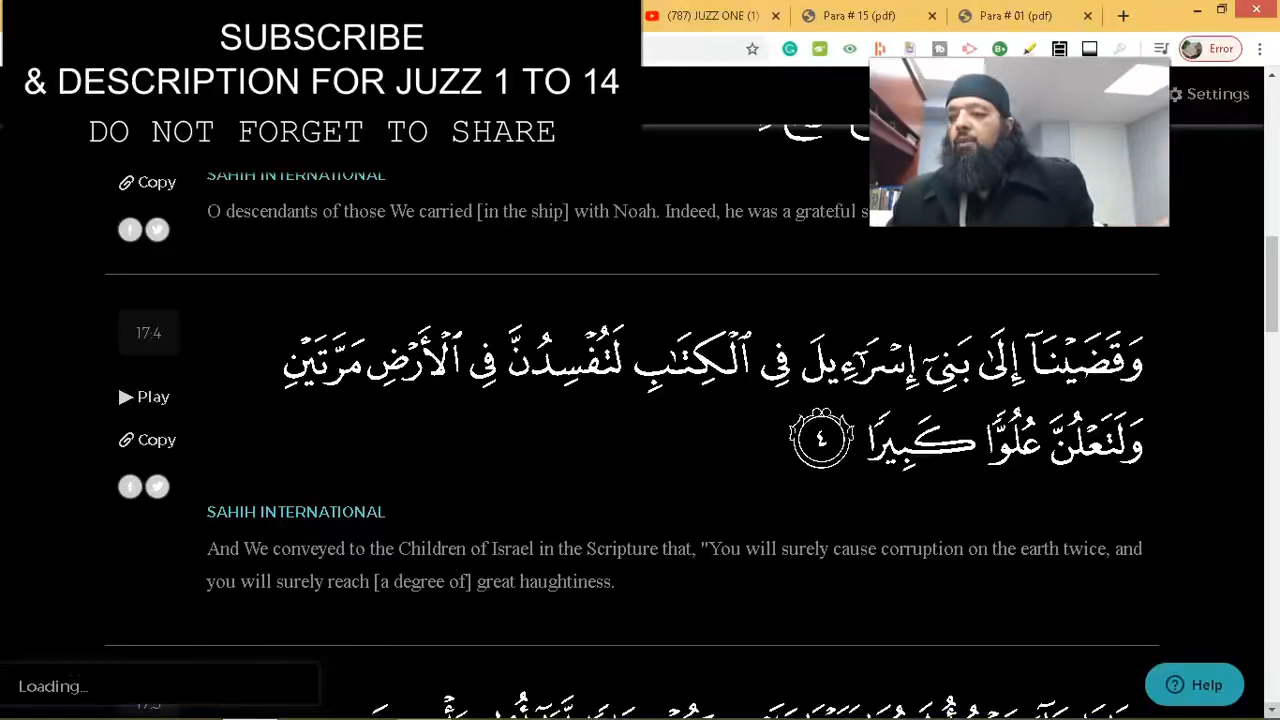 SUBSCRIBE
& DESCRIPTION FOR JUZZ 1 TO 14
DO NOT FORGET TO SHARE
(787) JUZZ ONE (1)
Para # 15 (pdf)
Para # 01 (pdf)
Error
Settings
Copy
SAHIH INTERNATIONAL
O descendants of those We carried [in the ship] with Noah. Indeed, he was a grateful
17:4
وَقَضَيْنَآ إِلَىٰ بَنِىٓ إِسْرَٰٓءِيلَ فِى ٱلْكِتَـٰبِ لَتُفْسِدُنَّ فِى ٱلْأَرْضِ مَرَّتَيْنِ
وَلَتَعْلُنَّ عُلُوًّا كَبِيرًا ٤
Play
Copy
SAHIH INTERNATIONAL
And We conveyed to the Children of Israel in the Scripture that, "You will surely cause corruption on the earth twice, and
you will surely reach [a degree of] great haughtiness.
Loading...
Help